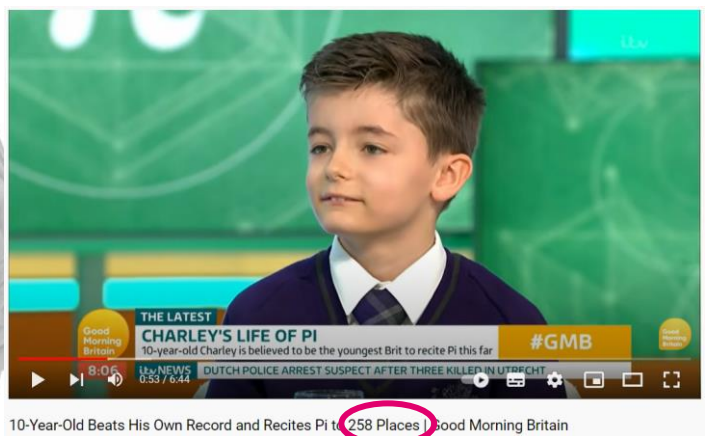 itv
THE LATEST
CHARLEY'S LIFE OF PI
10-year-old Charley is believed to be the youngest Brit to recite Pi this far
#GMB
Good
Morning
Britain
Good
Morning
Britain
8:06
itv NEWS
DUTCH POLICE ARREST SUSPECT AFTER THREE KILLED IN UTRECHT
0:53 / 6:44
10-Year-Old Beats His Own Record and Recites Pi to 258 Places | Good Morning Britain